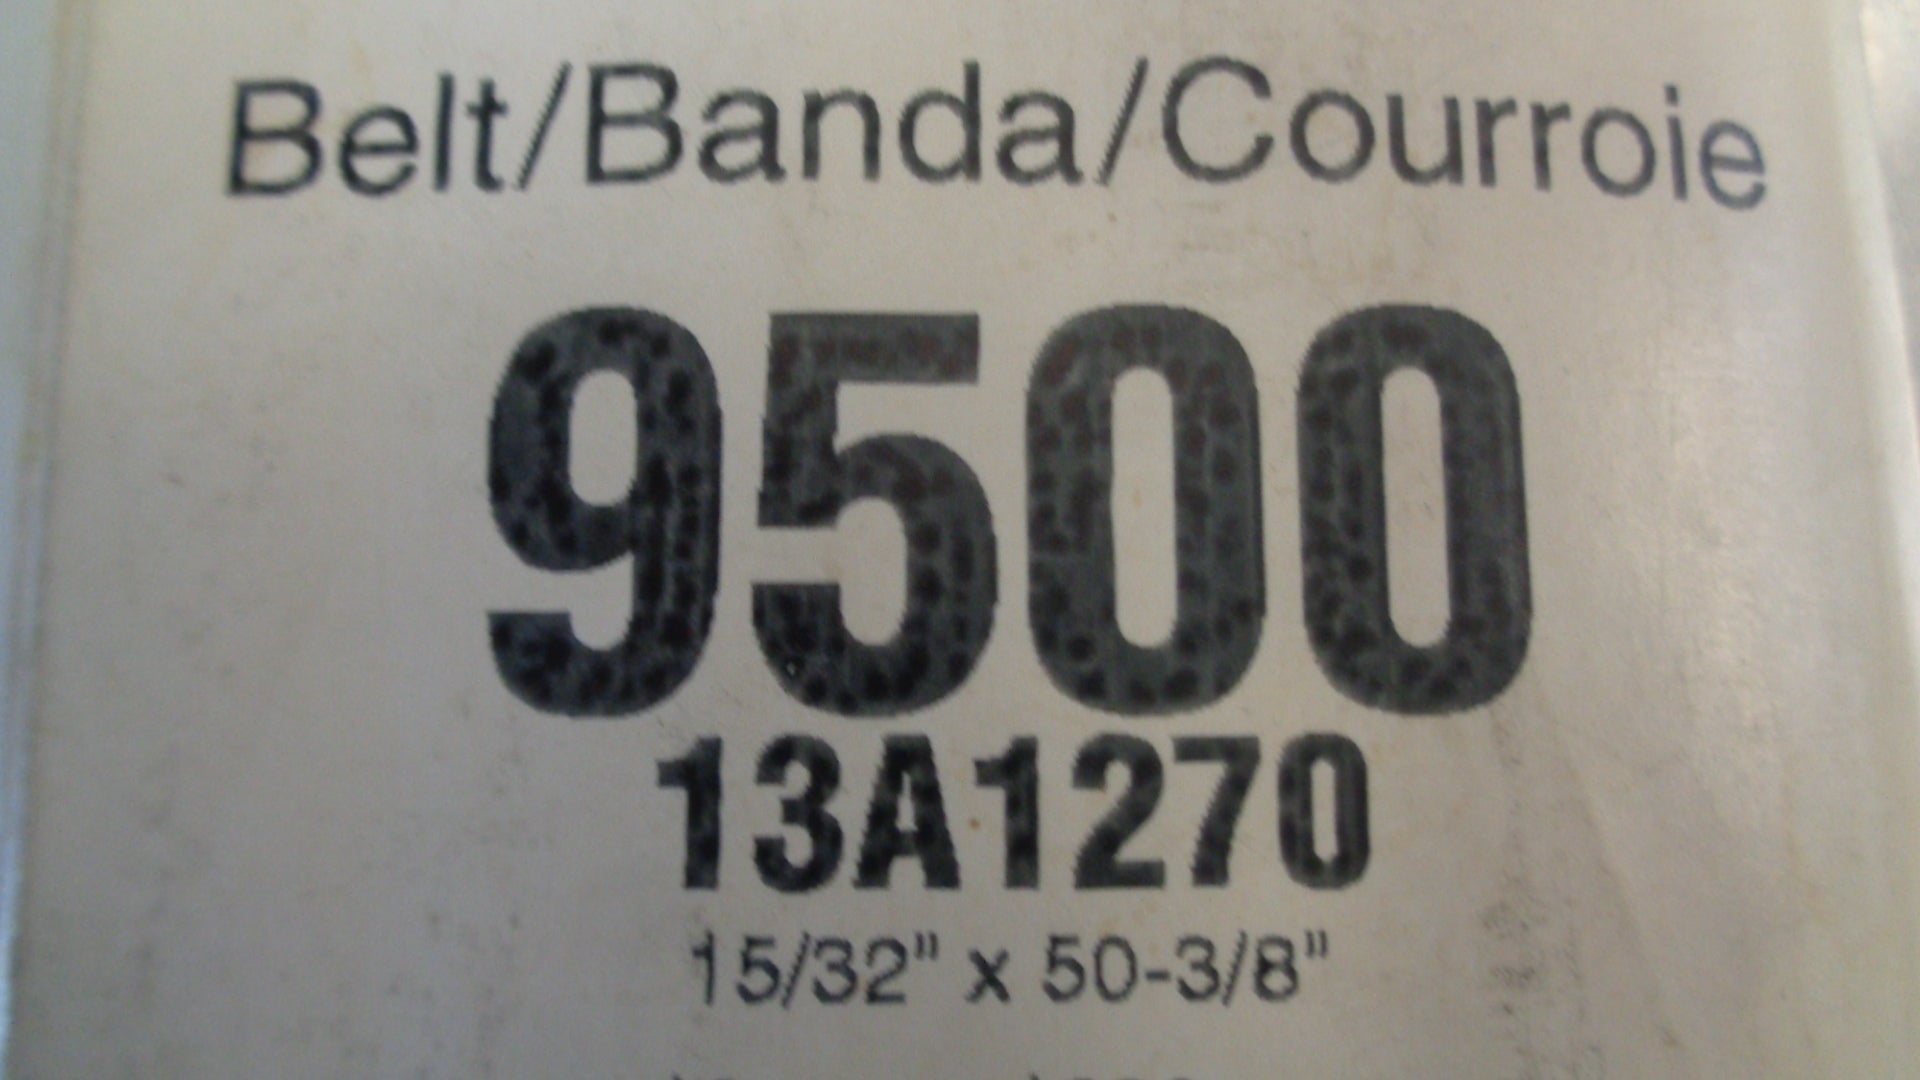 Belt/Banda/Courroie
9500
13A1270
15/32" x 50-3/8"